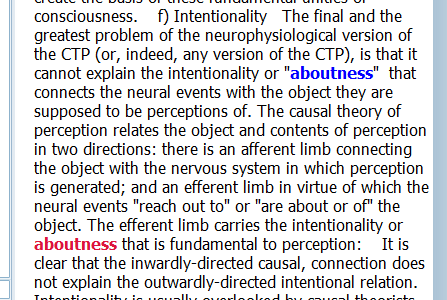 create the basis of these fundamental unities of
consciousness.    f) Intentionality   The final and the
greatest problem of the neurophysiological version of
the CTP (or, indeed, any version of the CTP), is that it
cannot explain the intentionality or "aboutness"  that
connects the neural events with the object they are
supposed to be perceptions of. The causal theory of
perception relates the object and contents of perception
in two directions: there is an afferent limb connecting
the object with the nervous system in which perception
is generated; and an efferent limb in virtue of which the
neural events "reach out to" or "are about or of" the
object. The efferent limb carries the intentionality or
aboutness that is fundamental to perception:    It is
clear that the inwardly-directed causal, connection does
not explain the outwardly-directed intentional relation.
Intentionality is usually overlooked by causal theorists